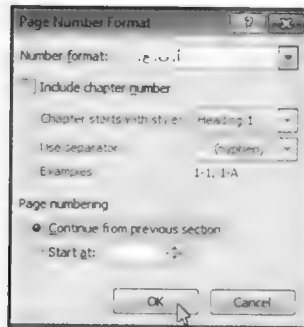 Page Number Format
Number format: أ, ب, ج,
Include chapter number
Chapter starts with style: Heading 1
Use separator (hyphen)
Examples 1-1, 1-A
Page numbering
Continue from previous section
Start at:
OK Cancel